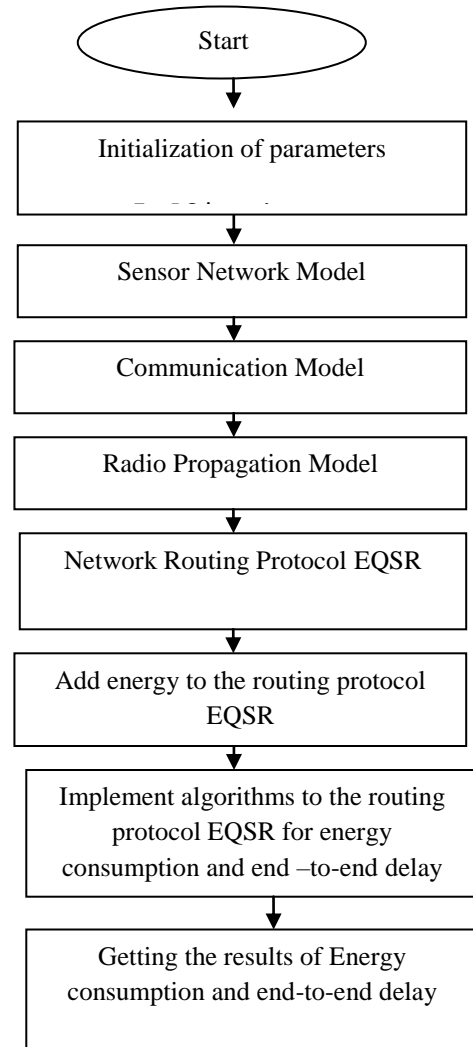 Start
Initialization of parameters
Sensor Network Model
Communication Model
Radio Propagation Model
Network Routing Protocol EQSR
Add energy to the routing protocol
EQSR
Implement algorithms to the routing
protocol EQSR for energy
consumption and end –to-end delay
Getting the results of Energy
consumption and end-to-end delay